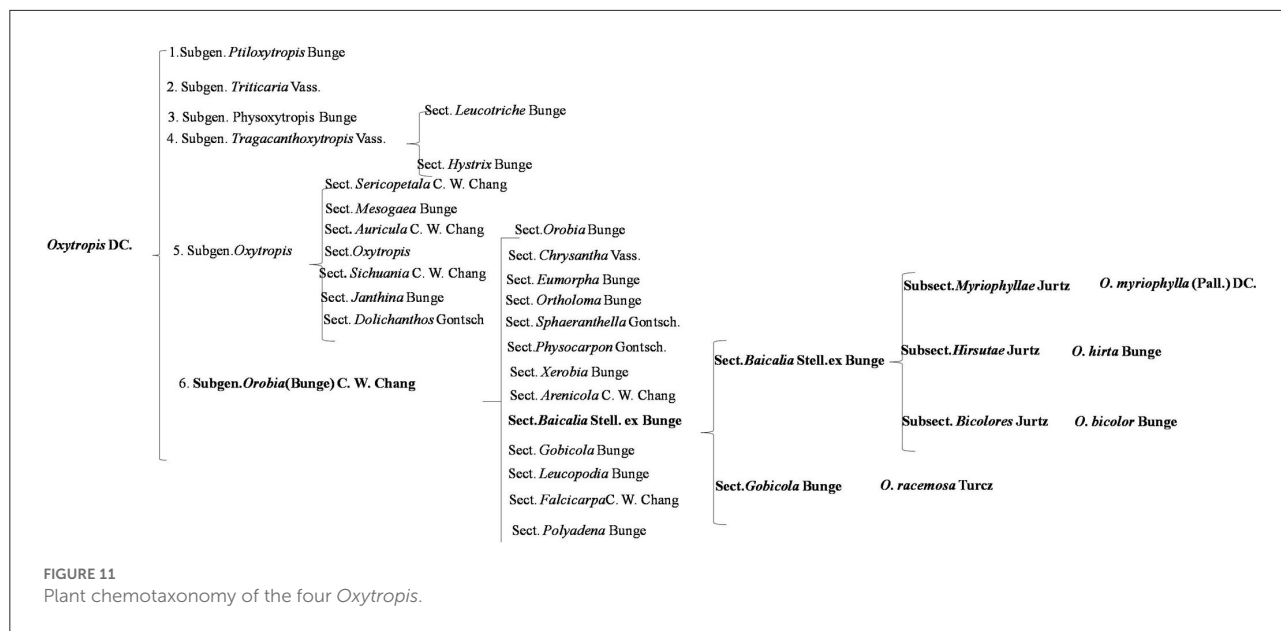 Oxytropis DC.
1.Subgen. Ptiloxytropis Bunge
2. Subgen. Triticaria Vass.
3. Subgen. Physoxytropis Bunge
4. Subgen. Tragacanthoxytropis Vass.
Sect. Leucotriche Bunge
Sect. Hystrix Bunge
5. Subgen.Oxytropis
Sect. Sericopetala C. W. Chang
Sect. Mesogaea Bunge
Sect. Auricula C. W. Chang
Sect.Oxytropis
Sect. Sichuania C. W. Chang
Sect. Janthina Bunge
Sect. Dolichanthos Gontsch
6. Subgen.Orobia(Bunge) C. W. Chang
Sect.Orobia Bunge
Sect. Chrysantha Vass.
Sect. Eumorpha Bunge
Sect. Ortholoma Bunge
Sect. Sphaeranthella Gontsch.
Sect.Physocarpon Gontsch.
Sect. Xerobia Bunge
Sect. Arenicola C. W. Chang
Sect.Baicalia Stell. ex Bunge
Sect. Gobicola Bunge
Sect. Leucopodia Bunge
Sect. FalcicarpaC. W. Chang
Sect. Polyadena Bunge
Sect.Baicalia Stell.ex Bunge
Subsect.Myriophyllae Jurtz O. myriophylla (Pall.) DC.
Subsect.Hirsutae Jurtz O. hirta Bunge
Subsect. Bicolores Jurtz O. bicolor Bunge
Sect.Gobicola Bunge O. racemosa Turcz
FIGURE 11
Plant chemotaxonomy of the four Oxytropis.